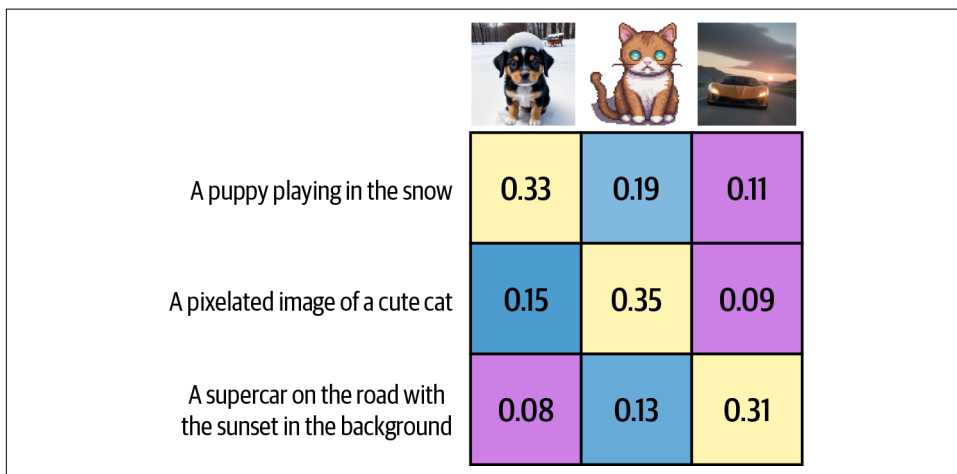 A puppy playing in the snow
0.33 0.19 0.11
A pixelated image of a cute cat
0.15 0.35 0.09
A supercar on the road with
the sunset in the background
0.08 0.13 0.31